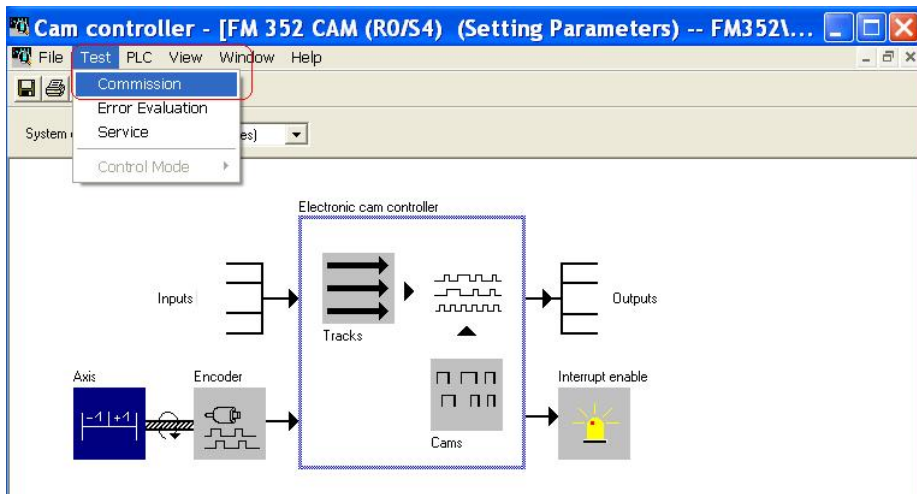 Cam controller - [FM 352 CAM (R0/S4) (Setting Parameters) -- FM352\...
File Test PLC View Window Help
Commission
Error Evaluation
Service
Control Mode
System es)
Electronic cam controller
Inputs
Tracks
Outputs
Axis
Encoder
Cams
Interrupt enable
-1 +1